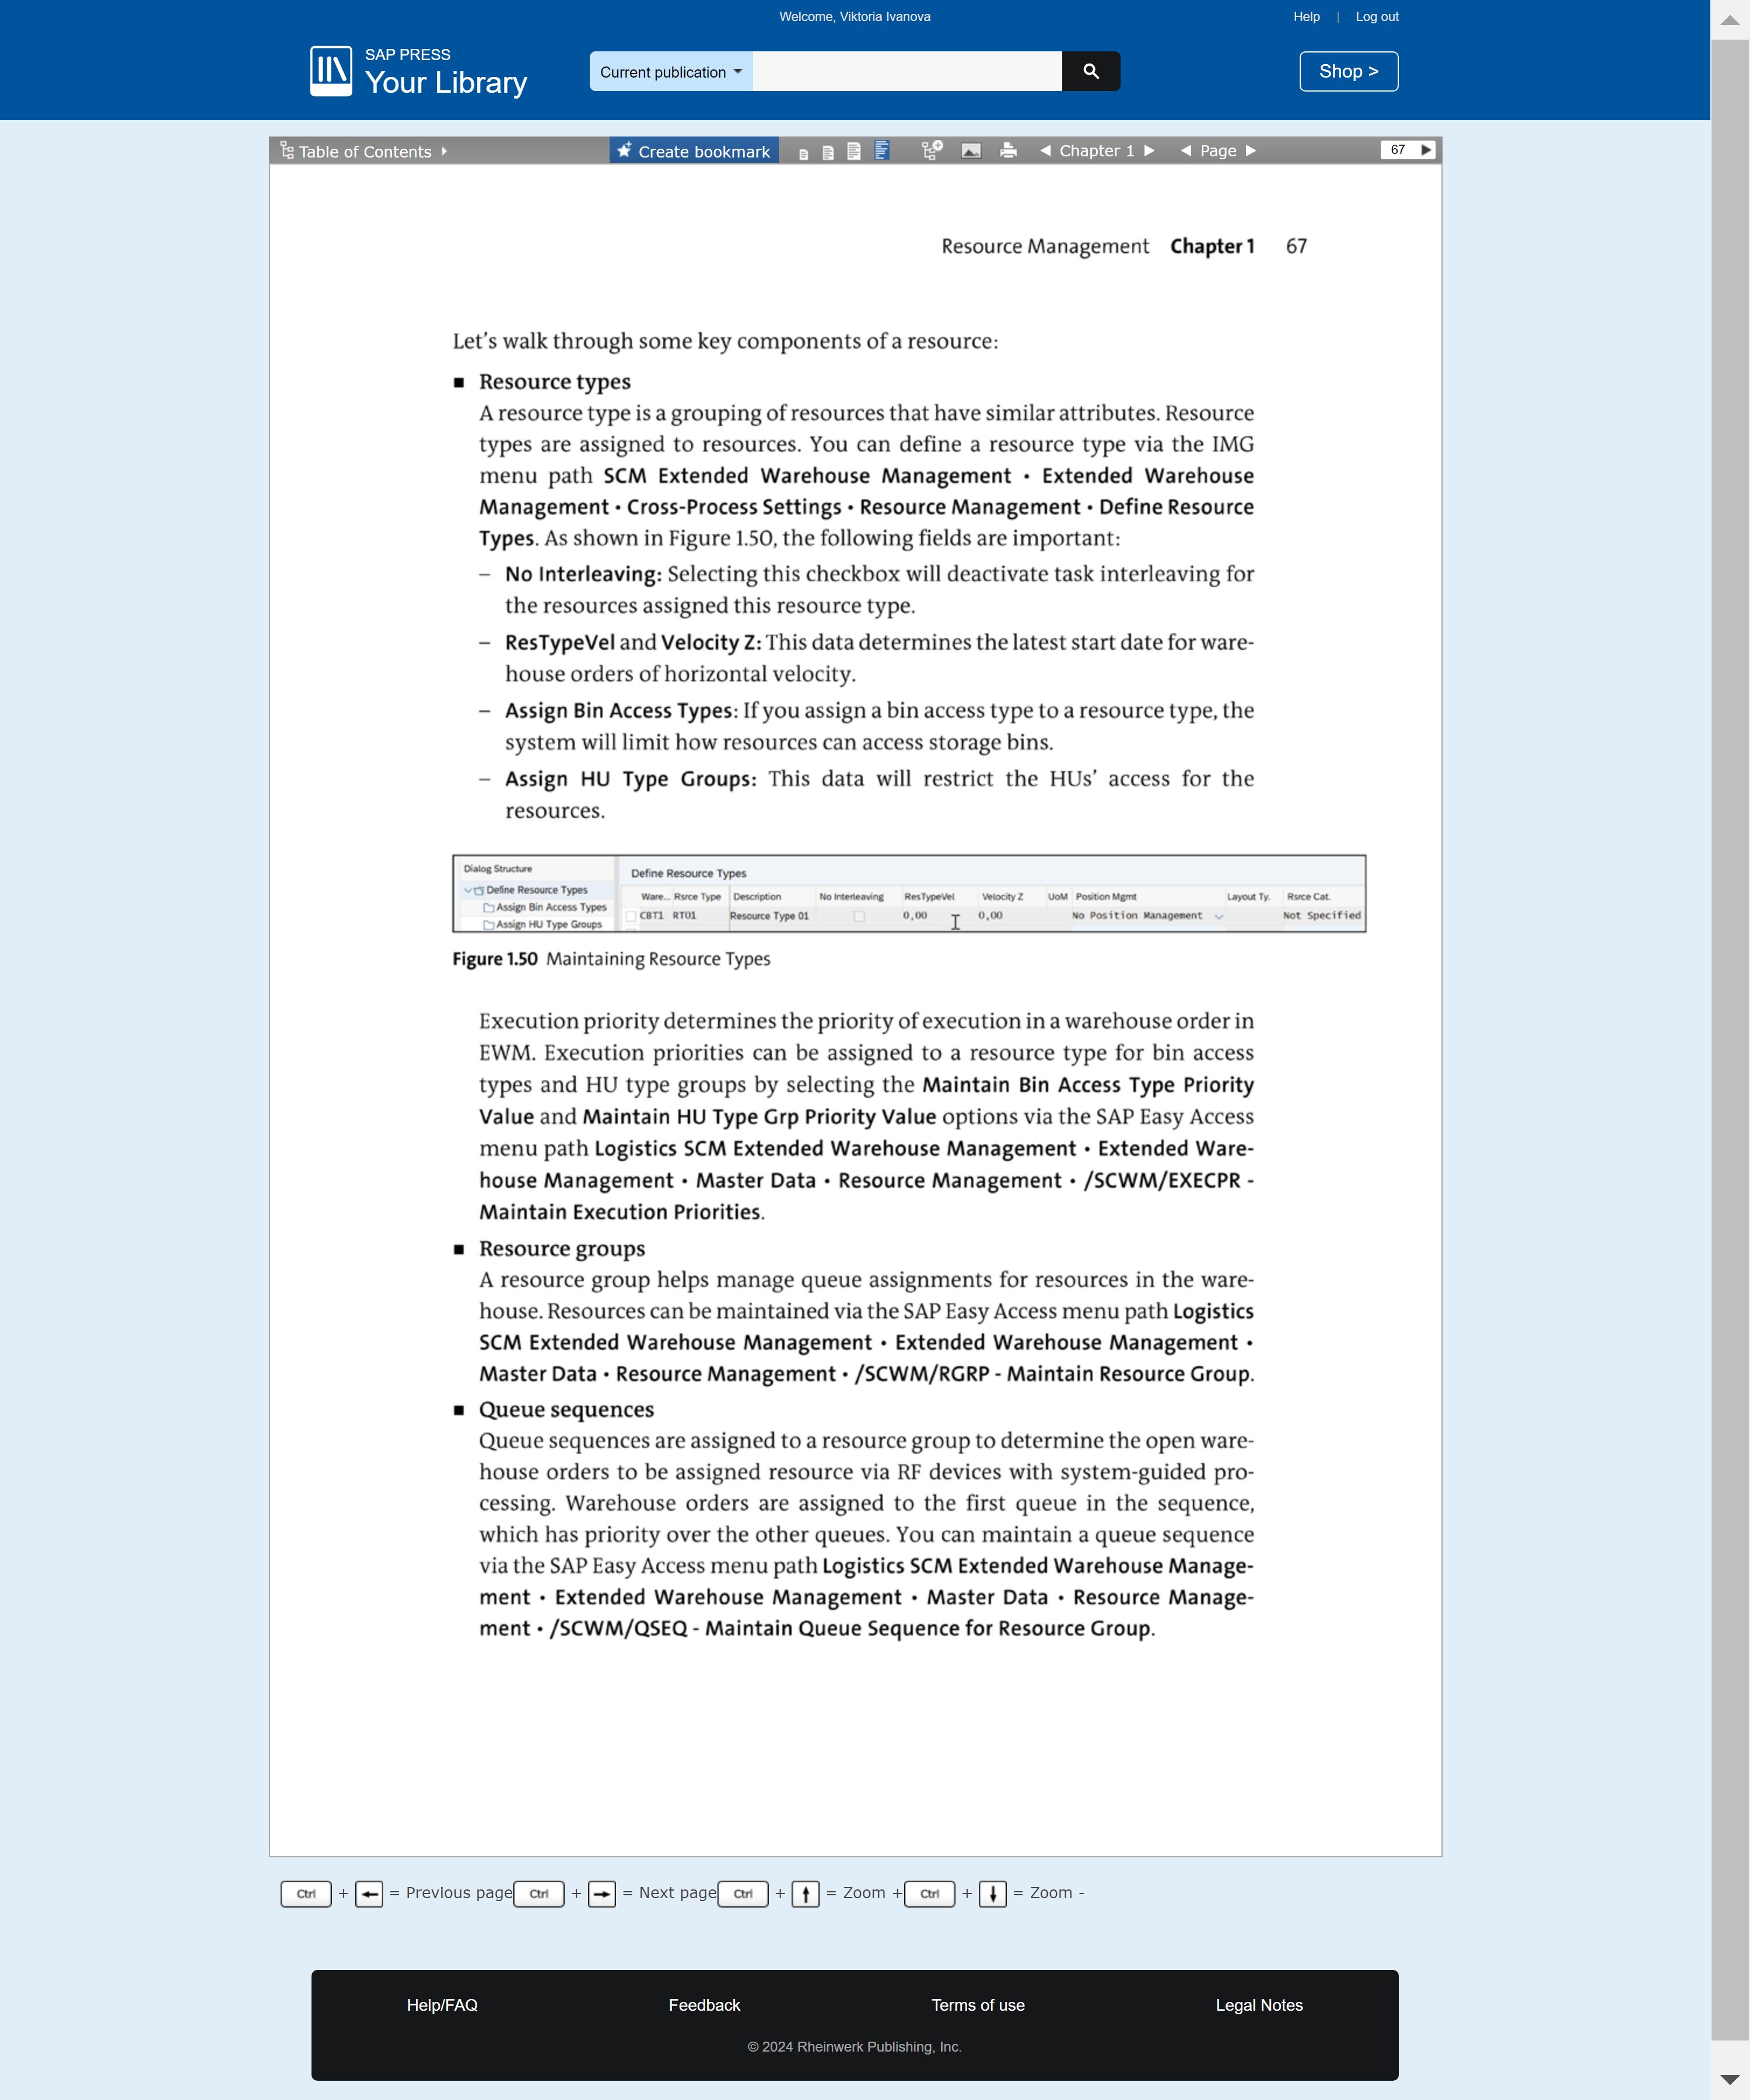 Welcome, Viktoria Ivanova
Help | Log out
SAP PRESS
Your Library
Current publication
Shop >
Table of Contents
Create bookmark
Chapter 1
Page
67
Resource Management Chapter 1 67
Let's walk through some key components of a resource:
■ Resource types
A resource type is a grouping of resources that have similar attributes. Resource
types are assigned to resources. You can define a resource type via the IMG
menu path SCM Extended Warehouse Management • Extended Warehouse
Management • Cross-Process Settings • Resource Management • Define Resource
Types. As shown in Figure 1.50, the following fields are important:
– No Interleaving: Selecting this checkbox will deactivate task interleaving for
the resources assigned this resource type.
– ResTypeVel and Velocity Z: This data determines the latest start date for ware-
house orders of horizontal velocity.
– Assign Bin Access Types: If you assign a bin access type to a resource type, the
system will limit how resources can access storage bins.
– Assign HU Type Groups: This data will restrict the HUs' access for the
resources.
Dialog Structure
Define Resource Types
Assign Bin Access Types
Assign HU Type Groups
Define Resource Types
Ware... Rsrce Type Description No Interleaving ResTypeVel Velocity Z UoM Position Mgmt Layout Ty. Rsrce Cat.
CBT1 RT01 Resource Type 01 0,00 0,00 No Position Management Not Specified
Figure 1.50 Maintaining Resource Types
Execution priority determines the priority of execution in a warehouse order in
EWM. Execution priorities can be assigned to a resource type for bin access
types and HU type groups by selecting the Maintain Bin Access Type Priority
Value and Maintain HU Type Grp Priority Value options via the SAP Easy Access
menu path Logistics SCM Extended Warehouse Management • Extended Ware-
house Management • Master Data • Resource Management • /SCWM/EXECPR -
Maintain Execution Priorities.
■ Resource groups
A resource group helps manage queue assignments for resources in the ware-
house. Resources can be maintained via the SAP Easy Access menu path Logistics
SCM Extended Warehouse Management • Extended Warehouse Management •
Master Data • Resource Management • /SCWM/RGRP - Maintain Resource Group.
■ Queue sequences
Queue sequences are assigned to a resource group to determine the open ware-
house orders to be assigned resource via RF devices with system-guided pro-
cessing. Warehouse orders are assigned to the first queue in the sequence,
which has priority over the other queues. You can maintain a queue sequence
via the SAP Easy Access menu path Logistics SCM Extended Warehouse Manage-
ment • Extended Warehouse Management • Master Data • Resource Manage-
ment • /SCWM/QSEQ - Maintain Queue Sequence for Resource Group.
Ctrl + ← = Previous page Ctrl + → = Next page Ctrl + ↑ = Zoom + Ctrl + ↓ = Zoom -
Help/FAQ Feedback Terms of use Legal Notes
© 2024 Rheinwerk Publishing, Inc.